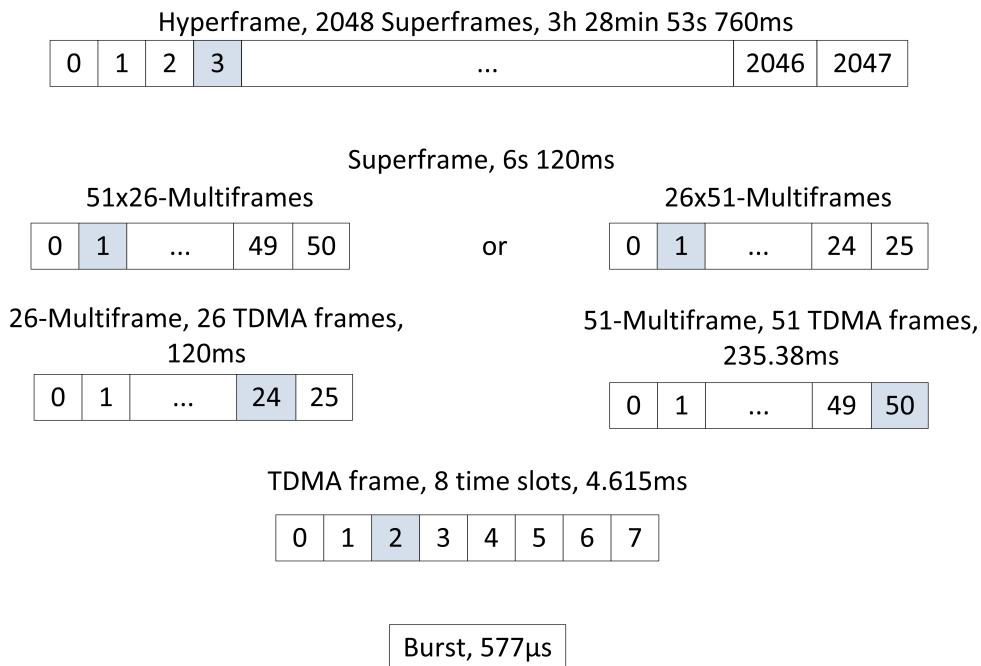 Hyperframe, 2048 Superframes, 3h 28min 53s 760ms
0 1 2 3 ... 2046 2047
Superframe, 6s 120ms
51x26-Multiframes
0 1 ... 49 50
or
26x51-Multiframes
0 1 ... 24 25
26-Multiframe, 26 TDMA frames,
120ms
0 1 ... 24 25
51-Multiframe, 51 TDMA frames,
235.38ms
0 1 ... 49 50
TDMA frame, 8 time slots, 4.615ms
0 1 2 3 4 5 6 7
Burst, 577µs